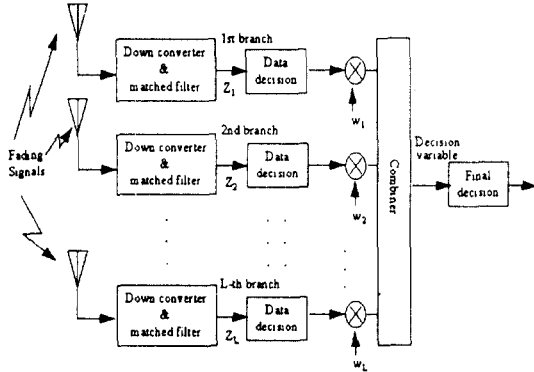 1st branch
Down converter
&
matched filter
Z1
Data
decision
w1
2nd branch
Down converter
&
matched filter
Z2
Data
decision
w2
Fading
Signals
Combiner
Decision
variable
Final
decision
L-th branch
Down converter
&
matched filter
ZL
Data
decision
wL